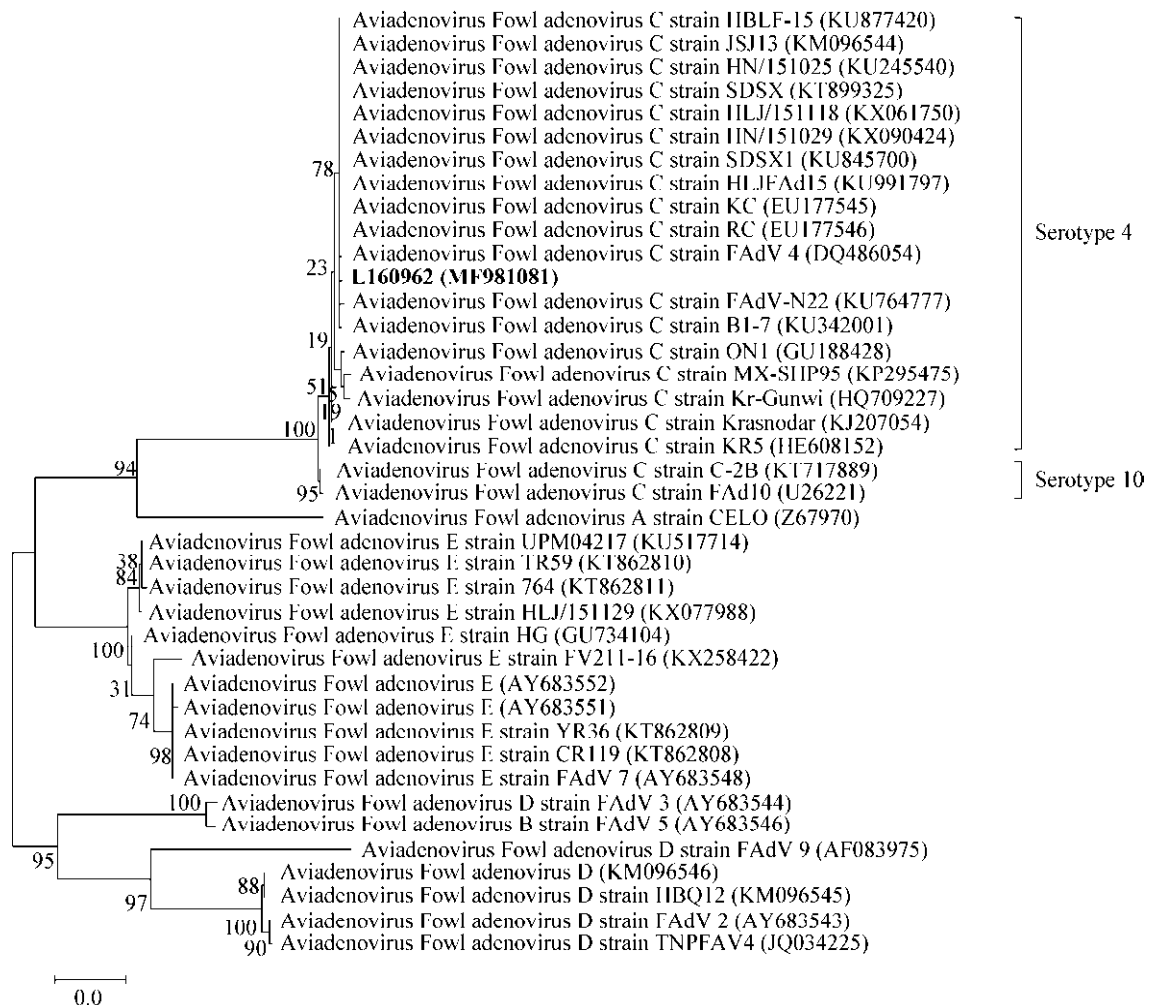 Aviadenovirus Fowl adenovirus C strain HBLF-15 (KU877420)
Aviadenovirus Fowl adenovirus C strain JSJ13 (KM096544)
Aviadenovirus Fowl adenovirus C strain HN/151025 (KU245540)
Aviadenovirus Fowl adenovirus C strain SDSX (KT899325)
Aviadenovirus Fowl adenovirus C strain HLJ/151118 (KX061750)
Aviadenovirus Fowl adenovirus C strain HN/151029 (KX090424)
Aviadenovirus Fowl adenovirus C strain SDSX1 (KU845700)
78
Aviadenovirus Fowl adenovirus C strain HLJFAd15 (KU991797)
Aviadenovirus Fowl adenovirus C strain KC (EU177545)
Aviadenovirus Fowl adenovirus C strain RC (EU177546)
Serotype 4
Aviadenovirus Fowl adenovirus C strain FAdV 4 (DQ486054)
23
L160962 (MF981081)
Aviadenovirus Fowl adenovirus C strain FAdV-N22 (KU764777)
Aviadenovirus Fowl adenovirus C strain B1-7 (KU342001)
19
Aviadenovirus Fowl adenovirus C strain ON1 (GU188428)
Aviadenovirus Fowl adenovirus C strain MX-SHP95 (KP295475)
51
Aviadenovirus Fowl adenovirus C strain Kr-Gunwi (HQ709227)
Aviadenovirus Fowl adenovirus C strain Krasnodar (KJ207054)
100
Aviadenovirus Fowl adenovirus C strain KR5 (HE608152)
94
Aviadenovirus Fowl adenovirus C strain C-2B (KT717889)
Serotype 10
95
Aviadenovirus Fowl adenovirus C strain FAd10 (U26221)
Aviadenovirus Fowl adenovirus A strain CELO (Z67970)
Aviadenovirus Fowl adenovirus E strain UPM04217 (KU517714)
38
Aviadenovirus Fowl adenovirus E strain TR59 (KT862810)
84
Aviadenovirus Fowl adenovirus E strain 764 (KT862811)
Aviadenovirus Fowl adenovirus E strain HLJ/151129 (KX077988)
Aviadenovirus Fowl adenovirus E strain HG (GU734104)
100
Aviadenovirus Fowl adenovirus E strain FV211-16 (KX258422)
31
Aviadenovirus Fowl adenovirus E (AY683552)
Aviadenovirus Fowl adenovirus E (AY683551)
74
Aviadenovirus Fowl adenovirus E strain YR36 (KT862809)
98
Aviadenovirus Fowl adenovirus E strain CR119 (KT862808)
Aviadenovirus Fowl adenovirus E strain FAdV 7 (AY683548)
100
Aviadenovirus Fowl adenovirus D strain FAdV 3 (AY683544)
Aviadenovirus Fowl adenovirus B strain FAdV 5 (AY683546)
95
Aviadenovirus Fowl adenovirus D strain FAdV 9 (AF083975)
Aviadenovirus Fowl adenovirus D (KM096546)
88
Aviadenovirus Fowl adenovirus D strain HBQ12 (KM096545)
97
Aviadenovirus Fowl adenovirus D strain FAdV 2 (AY683543)
100
90
Aviadenovirus Fowl adenovirus D strain TNPFAV4 (JQ034225)
0.0